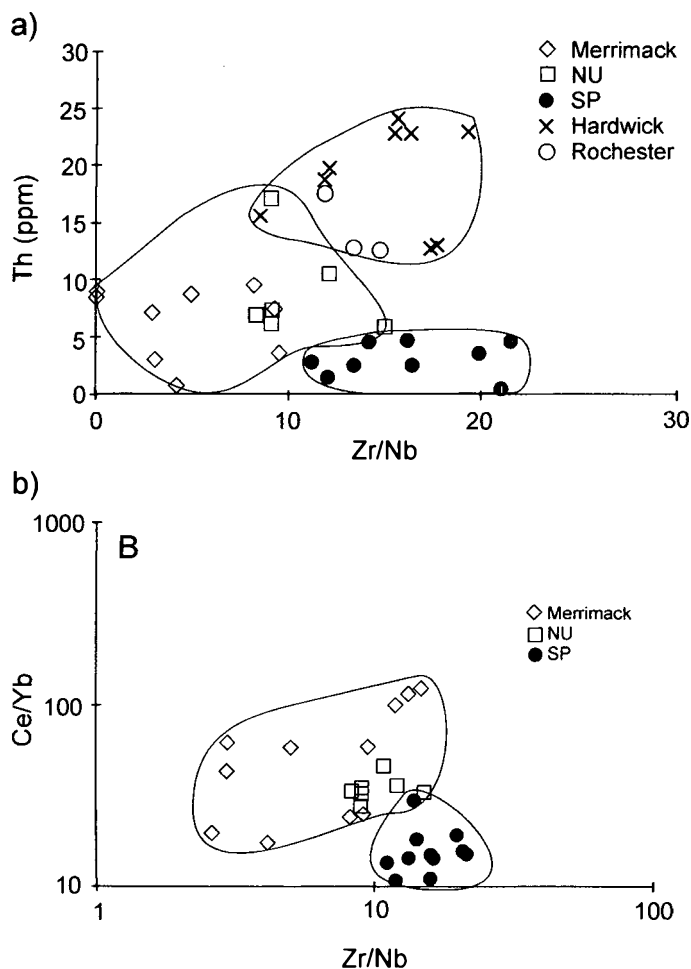 a)
30
25
20
15
10
5
0
Th (ppm)
0 10 20 30
Zr/Nb
Merrimack
NU
SP
Hardwick
Rochester
b)
B
1000
100
10
Ce/Yb
1 10 100
Zr/Nb
Merrimack
NU
SP